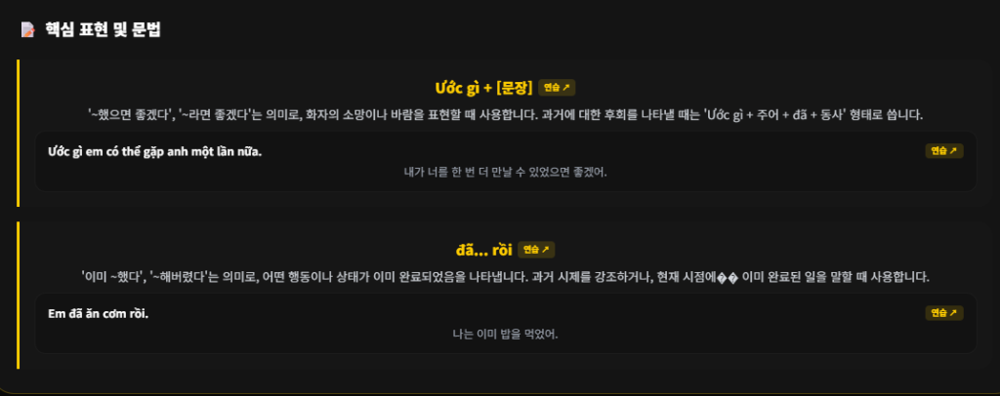 핵심 표현 및 문법
Ước gì + [문장] 연습 ↗
'~했으면 좋겠다', '~라면 좋겠다'는 의미로, 화자의 소망이나 바람을 표현할 때 사용합니다. 과거에 대한 후회를 나타낼 때는 'Ước gì + 주어 + đã + 동사' 형태로 씁니다.
Ước gì em có thể gặp anh một lần nữa. 연습 ↗
내가 너를 한 번 더 만날 수 있었으면 좋겠어.
đã... rồi 연습 ↗
'이미 ~했다', '~해버렸다'는 의미로, 어떤 행동이나 상태가 이미 완료되었음을 나타냅니다. 과거 시제를 강조하거나, 현재 시점에�� 이미 완료된 일을 말할 때 사용합니다.
Em đã ăn cơm rồi. 연습 ↗
나는 이미 밥을 먹었어.